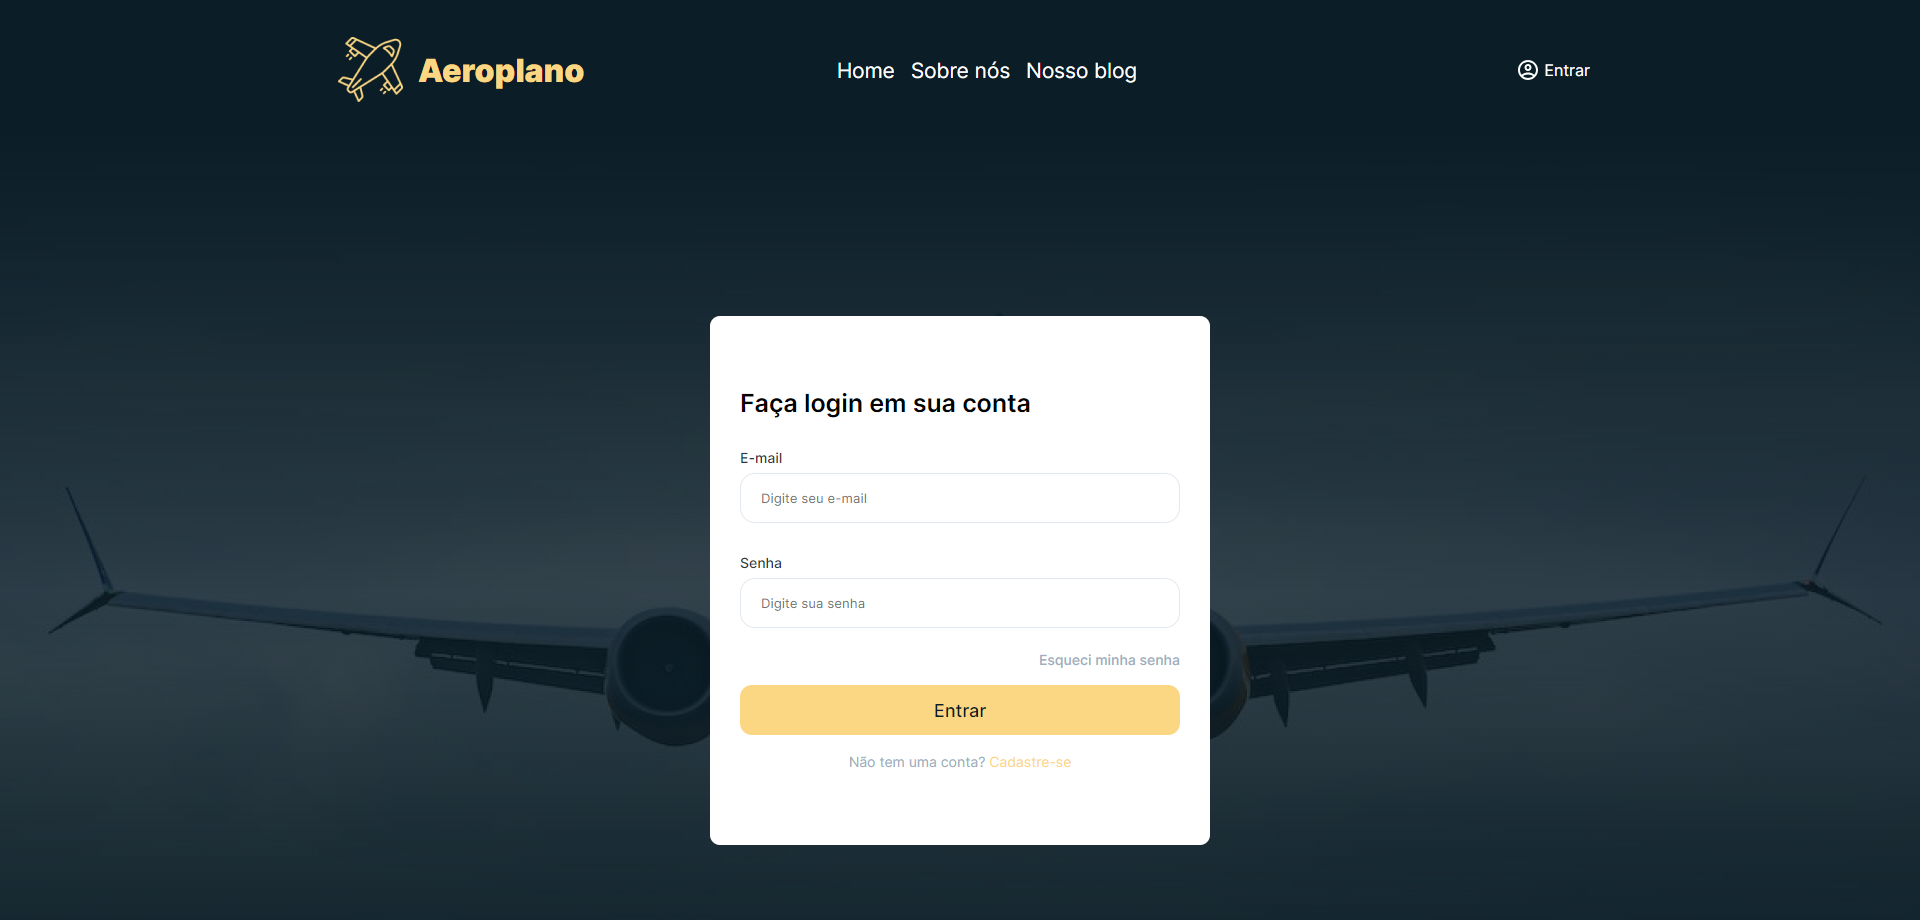 Aeroplano
Home Sobre nós Nosso blog
Entrar
Faça login em sua conta
E-mail
Digite seu e-mail
Senha
Digite sua senha
Esqueci minha senha
Entrar
Não tem uma conta? Cadastre-se